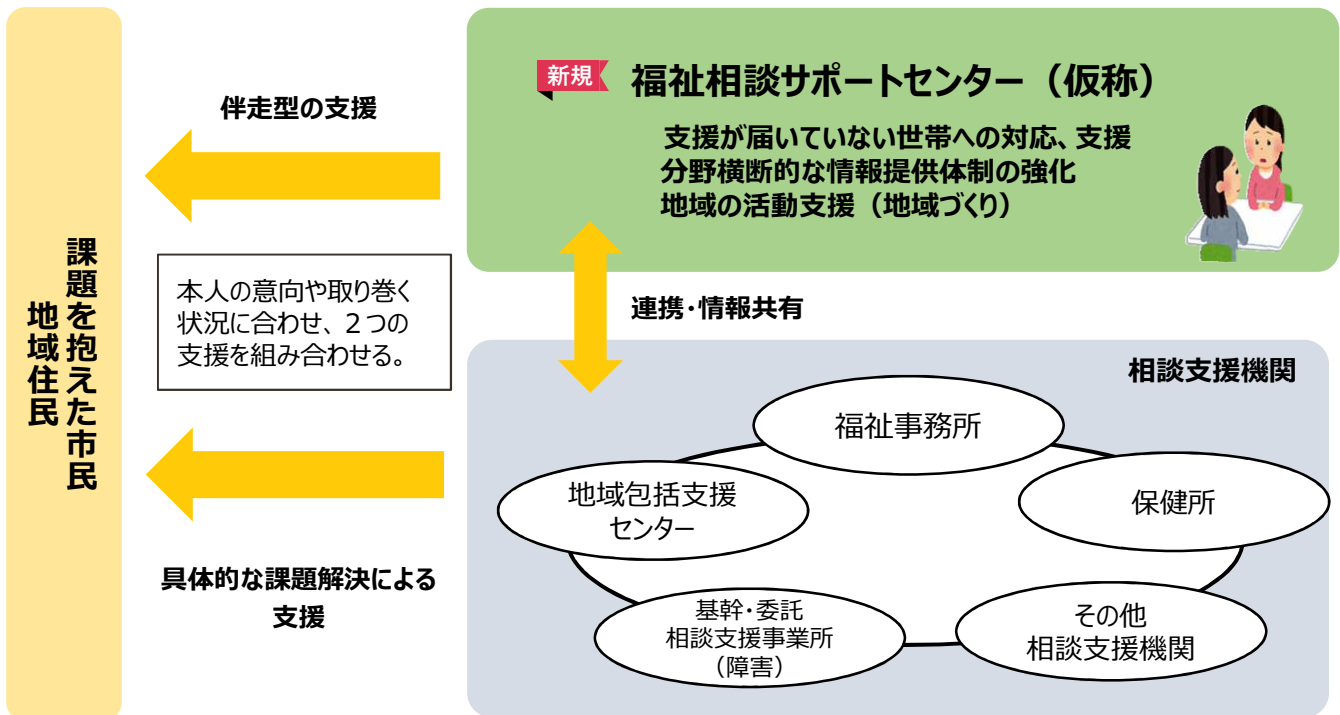 新規
福祉相談サポートセンター（仮称）
支援が届いていない世帯への対応、支援
分野横断的な情報提供体制の強化
地域の活動支援（地域づくり）
伴走型の支援
課題を抱えた市民
地域住民
本人の意向や取り巻く
状況に合わせ、２つの
支援を組み合わせる。
連携・情報共有
相談支援機関
福祉事務所
地域包括支援
センター
保健所
具体的な課題解決による
支援
基幹・委託
相談支援事業所
（障害）
その他
相談支援機関